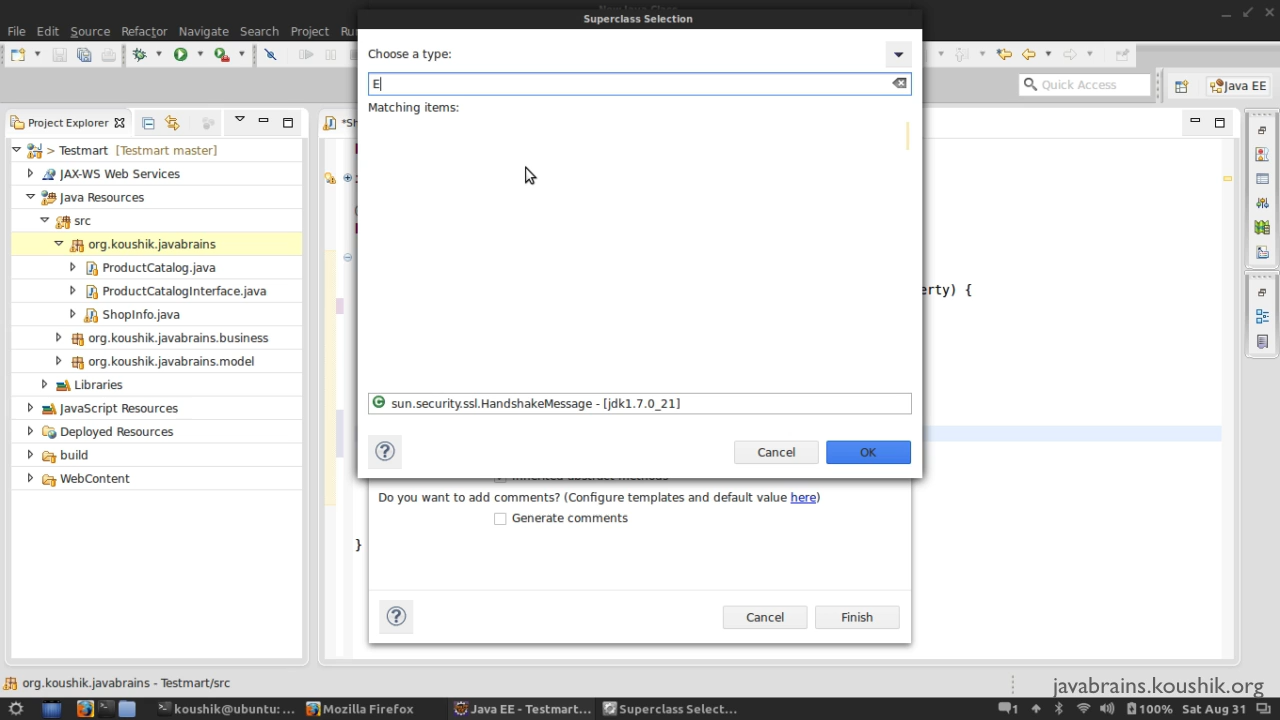 Superclass Selection
File Edit Source Refactor Navigate Search Project Ru
Choose a type:
E
Quick Access
Java EE
Matching items:
Project Explorer
> Testmart [Testmart master]
JAX-WS Web Services
Java Resources
src
org.koushik.javabrains
ProductCatalog.java
ProductCatalogInterface.java
erty) {
ShopInfo.java
org.koushik.javabrains.business
org.koushik.javabrains.model
Libraries
sun.security.ssl.HandshakeMessage - [jdk1.7.0_21]
JavaScript Resources
Deployed Resources
build
Cancel OK
WebContent
Do you want to add comments? (Configure templates and default value here)
Generate comments
}
Cancel Finish
org.koushik.javabrains - Testmart/src
javabrains.koushik.org
koushik@ubuntu: ... Mozilla Firefox Java EE - Testmart... Superclass Select... 1 100% Sat Aug 31